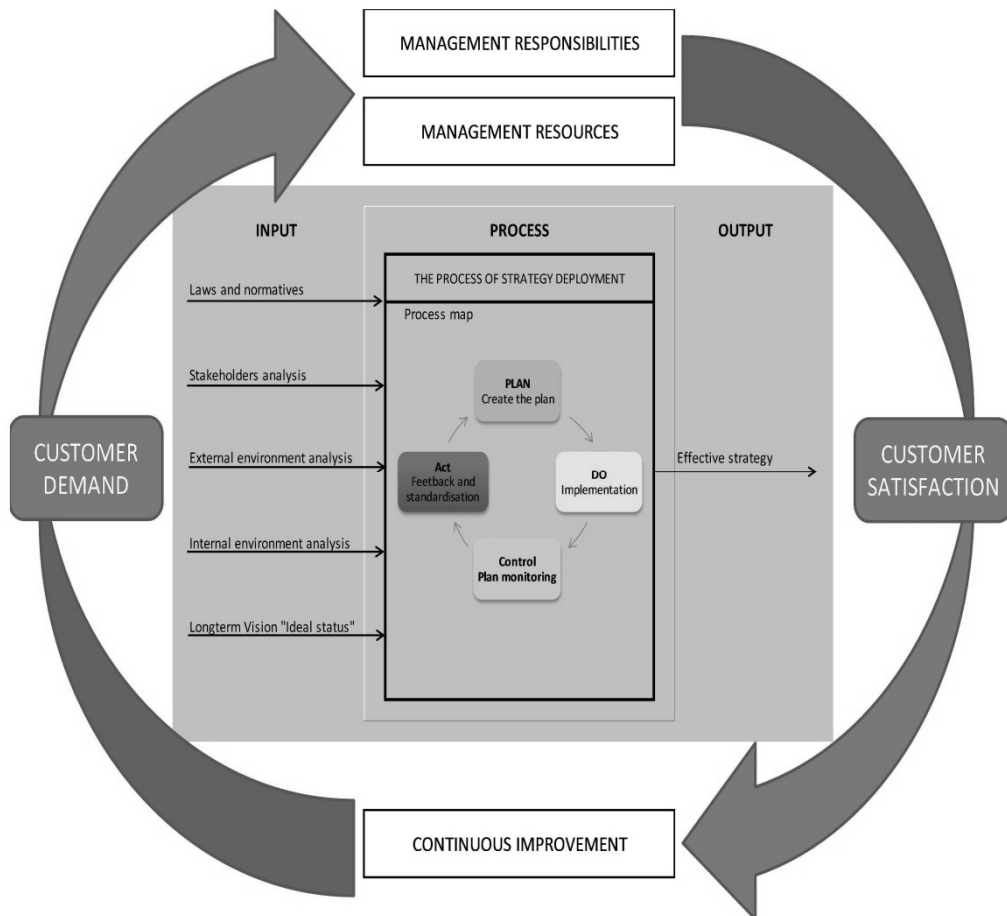 MANAGEMENT RESPONSIBILITIES
MANAGEMENT RESOURCES
INPUT
PROCESS
OUTPUT
THE PROCESS OF STRATEGY DEPLOYMENT
Laws and normatives
Process map
Stakeholders analysis
PLAN
Create the plan
CUSTOMER
DEMAND
External environment analysis
Act
Feetback and
standardisation
DO
Implementation
Effective strategy
CUSTOMER
SATISFACTION
Internal environment analysis
Control
Plan monitoring
Longterm Vision "Ideal status"
CONTINUOUS IMPROVEMENT